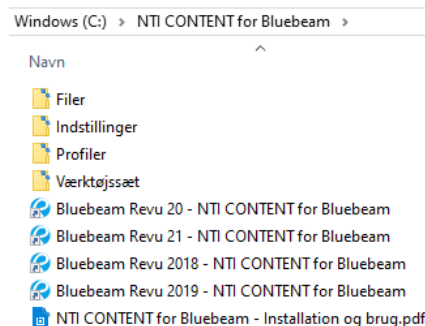 Windows (C:) > NTI CONTENT for Bluebeam >
Navn
Filer
Indstillinger
Profiler
Værktøjssæt
Bluebeam Revu 20 - NTI CONTENT for Bluebeam
Bluebeam Revu 21 - NTI CONTENT for Bluebeam
Bluebeam Revu 2018 - NTI CONTENT for Bluebeam
Bluebeam Revu 2019 - NTI CONTENT for Bluebeam
NTI CONTENT for Bluebeam - Installation og brug.pdf